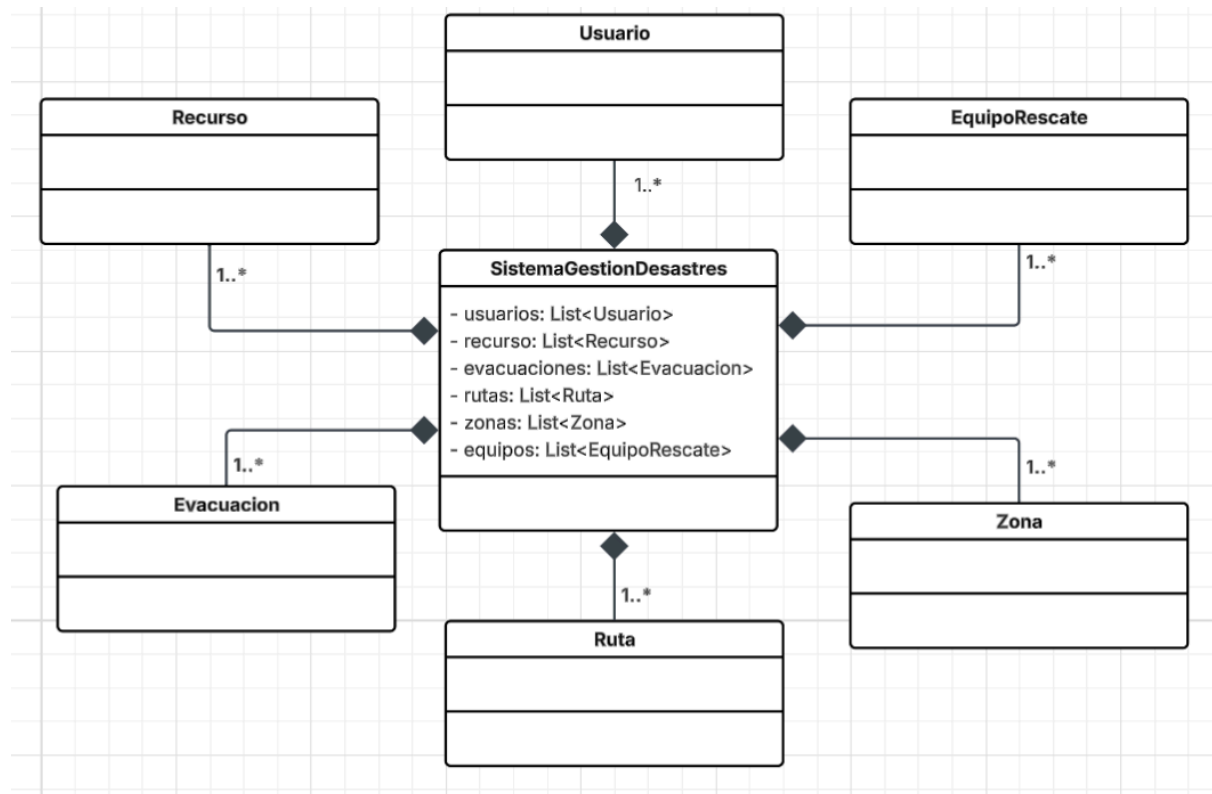 Usuario
Recurso
EquipoRescate
1..*
1..*
1..*
SistemaGestionDesastres
- usuarios: List<Usuario>
- recurso: List<Recurso>
- evacuaciones: List<Evacuacion>
- rutas: List<Ruta>
- zonas: List<Zona>
- equipos: List<EquipoRescate>
1..*
1..*
Evacuacion
Zona
1..*
Ruta